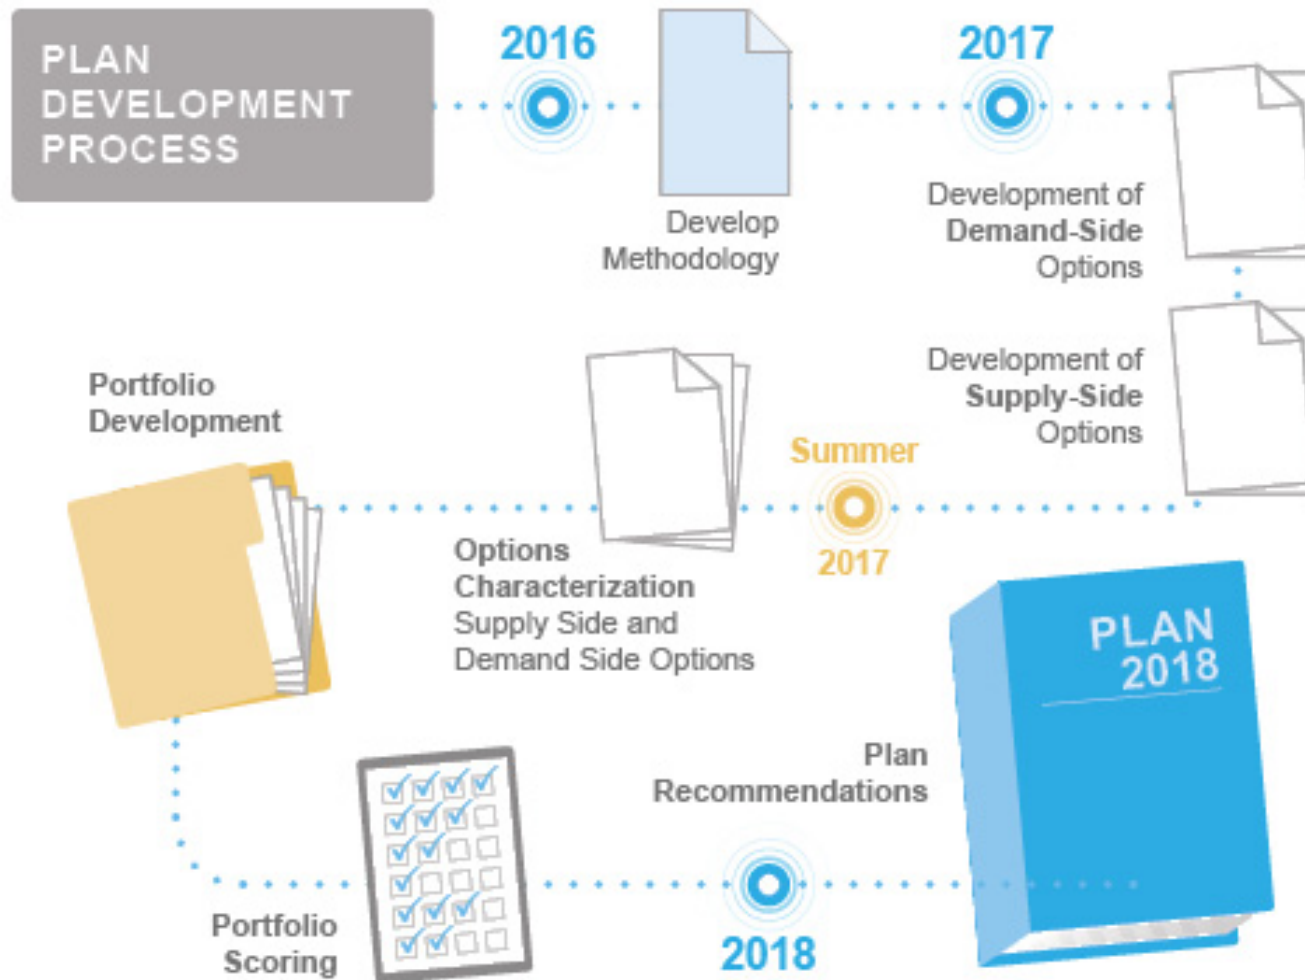 PLAN
DEVELOPMENT
PROCESS
2016
Develop
Methodology
2017
Development of
Demand-Side
Options
Development of
Supply-Side
Options
Summer
2017
Options
Characterization
Supply Side and
Demand Side Options
Portfolio
Development
Portfolio
Scoring
2018
Plan
Recommendations
PLAN
2018